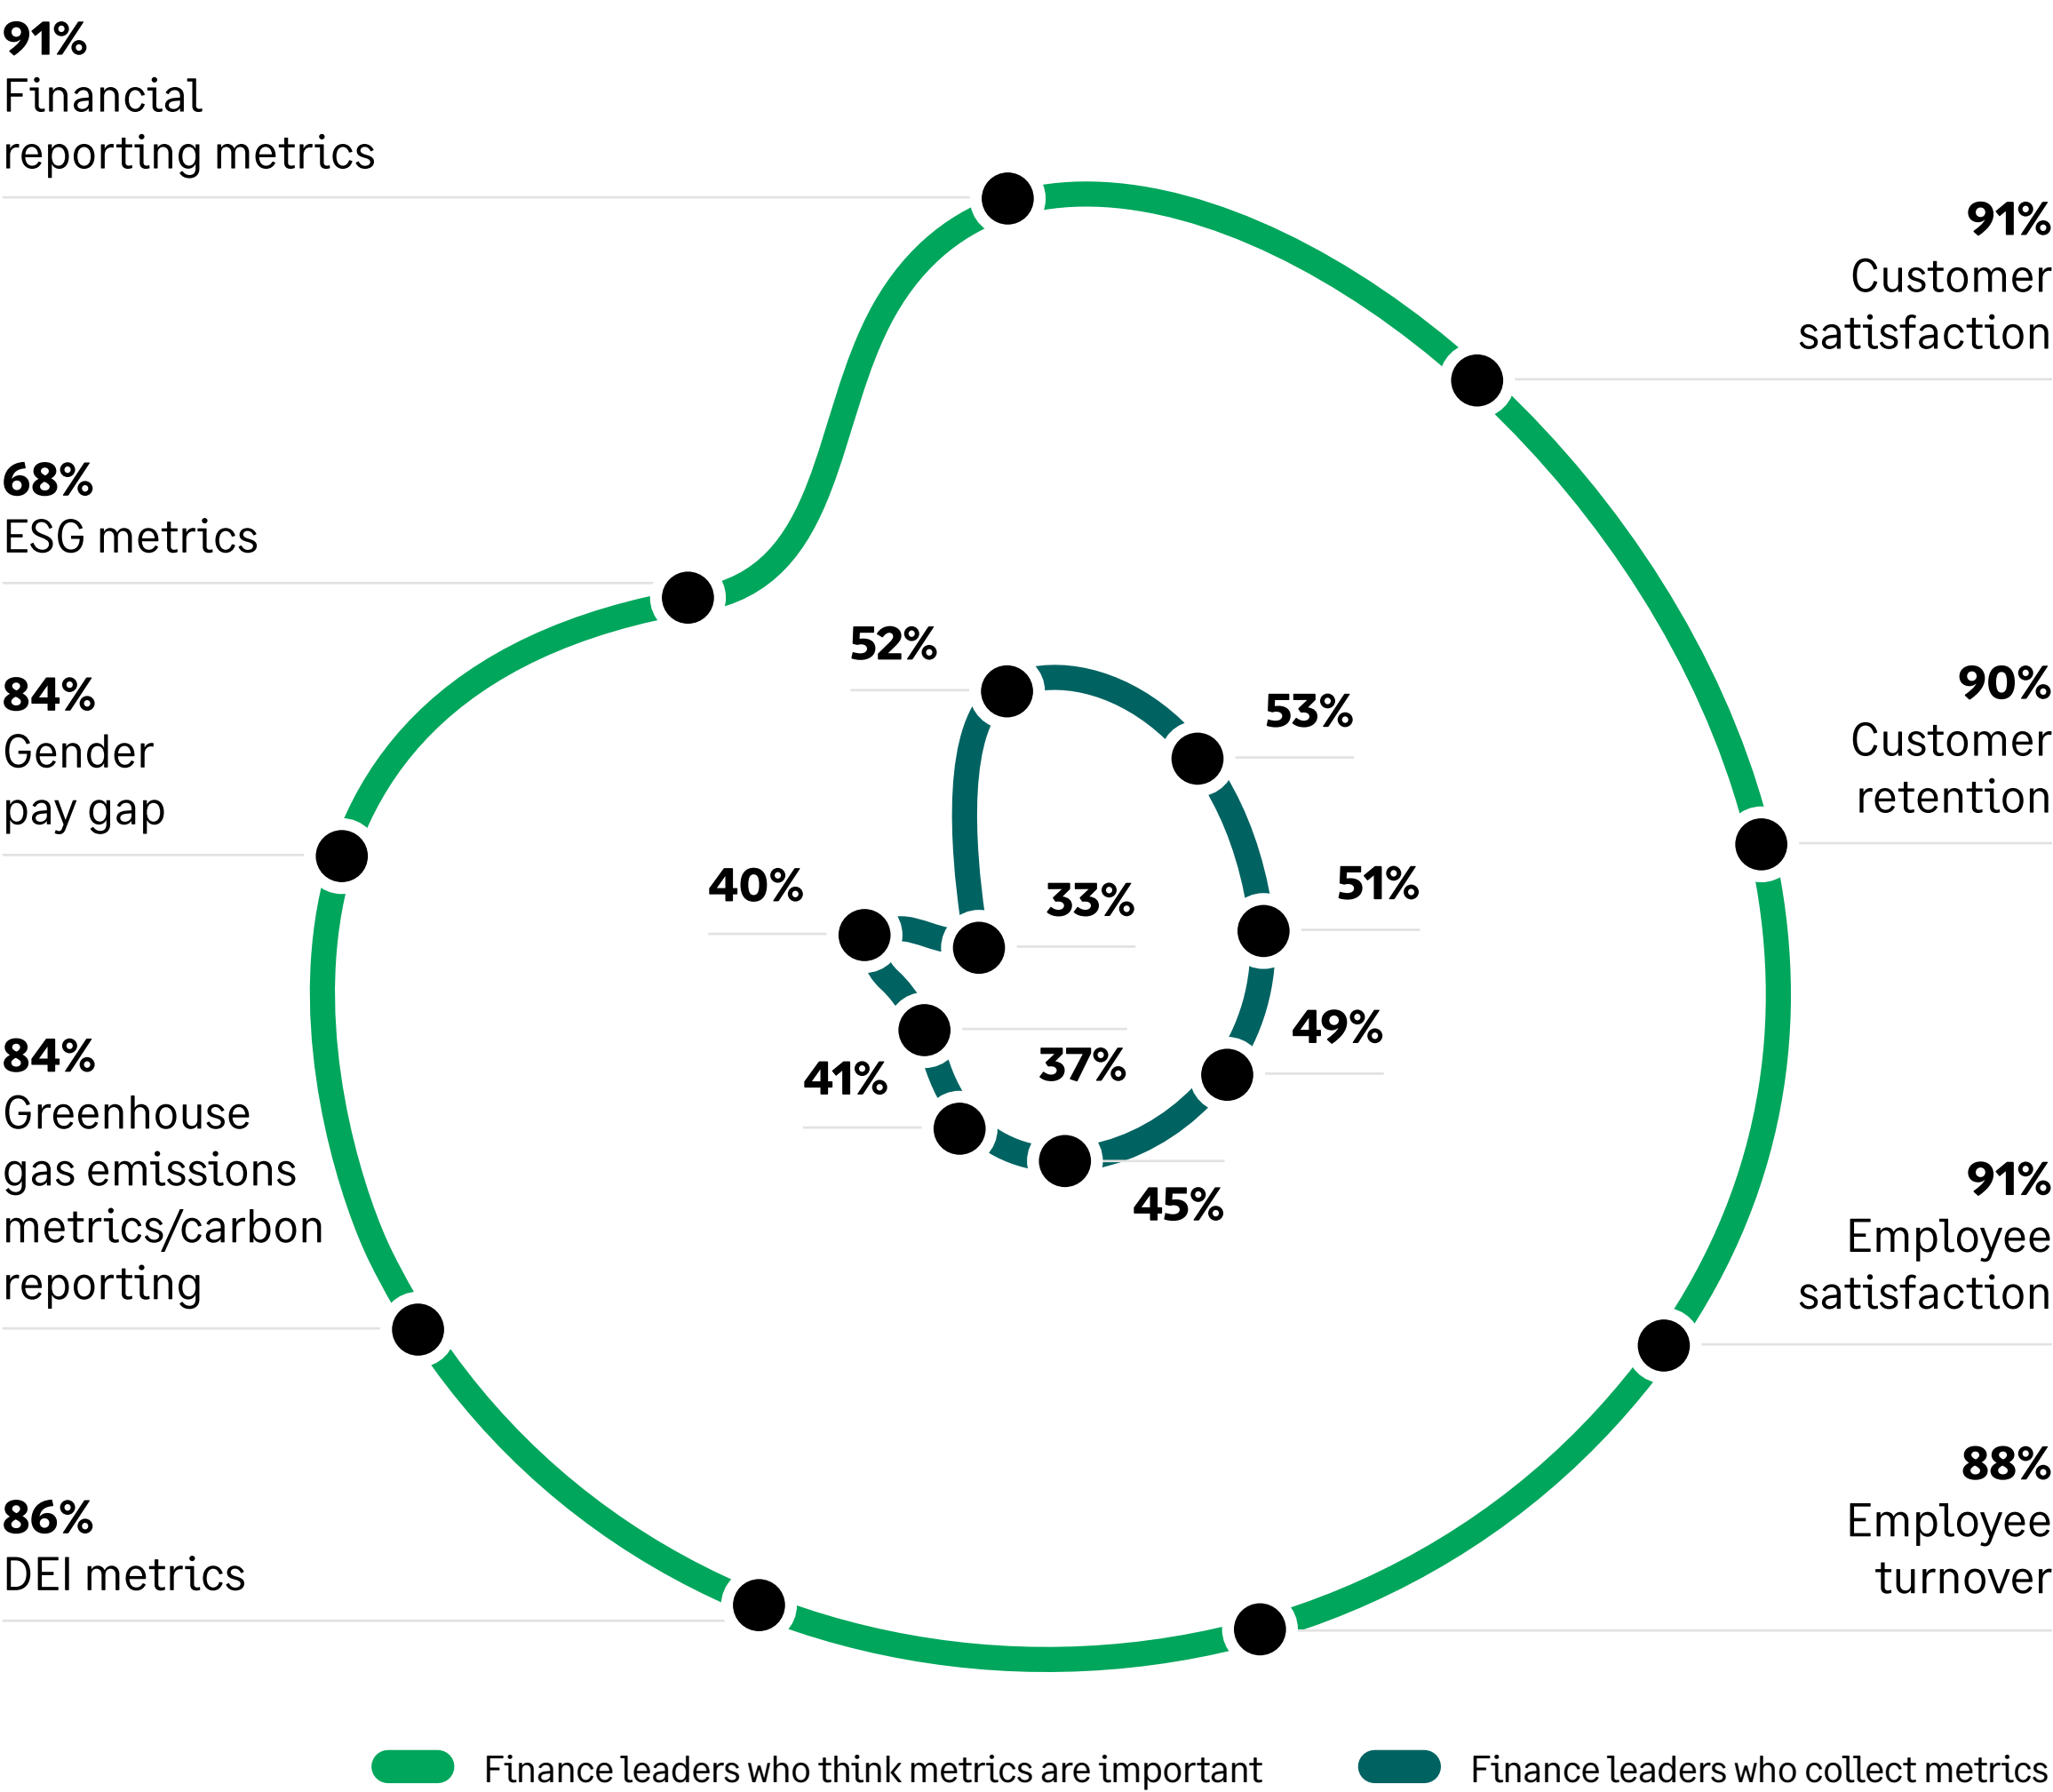 91%
Financial
reporting metrics
91%
Customer
satisfaction
68%
ESG metrics
52%
53%
84%
Gender
pay gap
90%
Customer
retention
40%
33%
51%
49%
37%
41%
45%
84%
Greenhouse
gas emissions
metrics/carbon
reporting
91%
Employee
satisfaction
88%
Employee
turnover
86%
DEI metrics
Finance leaders who think metrics are important
Finance leaders who collect metrics